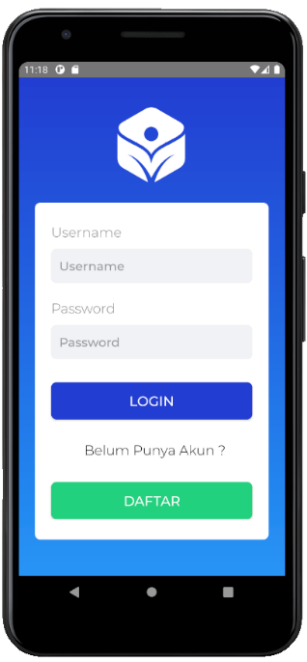 11:18
Username
Username
Password
Password
LOGIN
Belum Punya Akun ?
DAFTAR